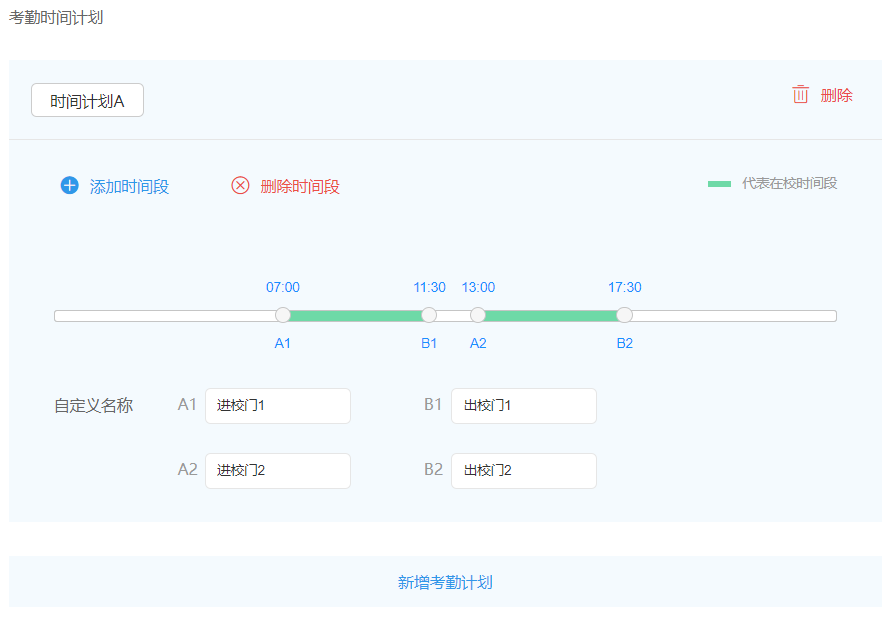 考勤时间计划
时间计划A
删除
添加时间段
删除时间段
代表在校时间段
07:00
11:30
13:00
17:30
A1
B1
A2
B2
自定义名称
A1
进校门1
B1
出校门1
A2
进校门2
B2
出校门2
新增考勤计划